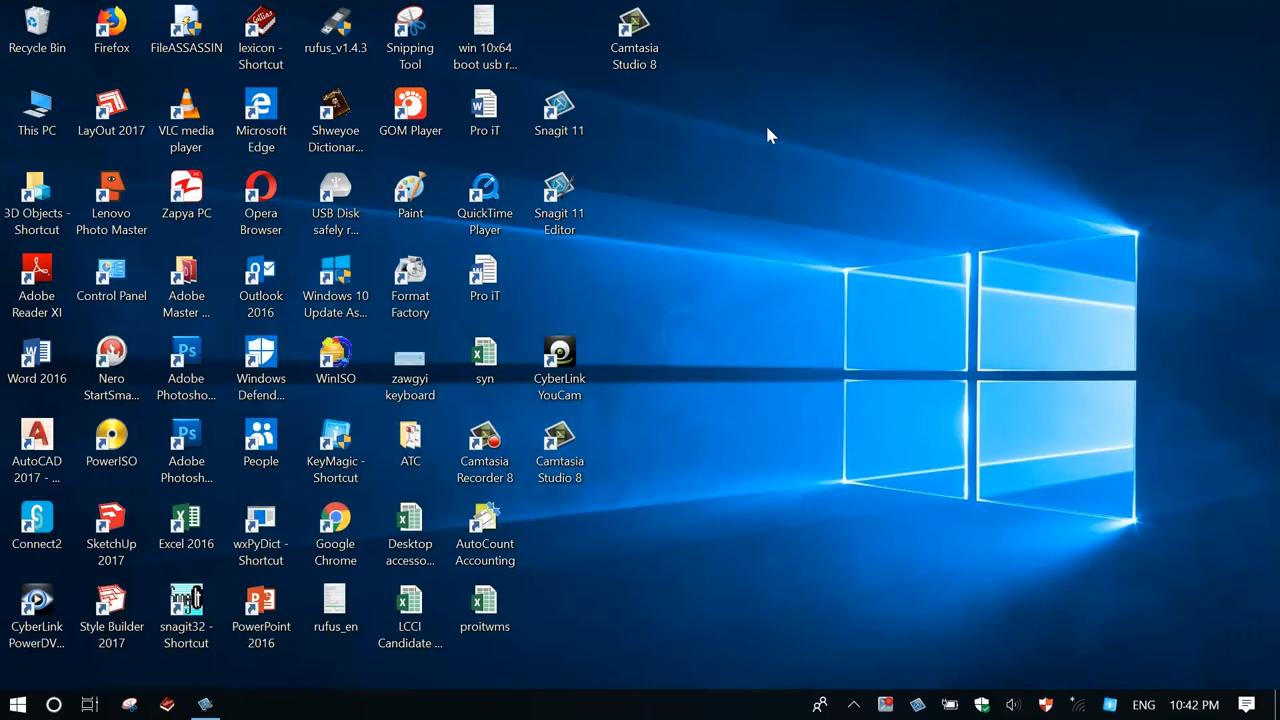 Recycle Bin
Firefox
FileASSASSIN
lexicon -
Shortcut
rufus_v1.4.3
Snipping
Tool
win 10x64
boot usb r...
Camtasia
Studio 8
This PC
LayOut 2017
VLC media
player
Microsoft
Edge
Shweyoe
Dictionar...
GOM Player
Pro iT
Snagit 11
3D Objects -
Shortcut
Lenovo
Photo Master
Zapya PC
Opera
Browser
USB Disk
safely r...
Paint
QuickTime
Player
Snagit 11
Editor
Adobe
Reader XI
Control Panel
Adobe
Master ...
Outlook
2016
Windows 10
Update As...
Format
Factory
Pro iT
Word 2016
Nero
StartSma...
Adobe
Photosho...
Windows
Defend...
WinISO
zawgyi
keyboard
syn
CyberLink
YouCam
AutoCAD
2017 - ...
PowerISO
Adobe
Photosh...
People
KeyMagic -
Shortcut
ATC
Camtasia
Recorder 8
Camtasia
Studio 8
Connect2
SketchUp
2017
Excel 2016
wxPyDict -
Shortcut
Google
Chrome
Desktop
accesso...
AutoCount
Accounting
CyberLink
PowerDV...
Style Builder
2017
snagit32 -
Shortcut
PowerPoint
2016
rufus_en
LCCI
Candidate ...
proitwms
ENG
10:42 PM